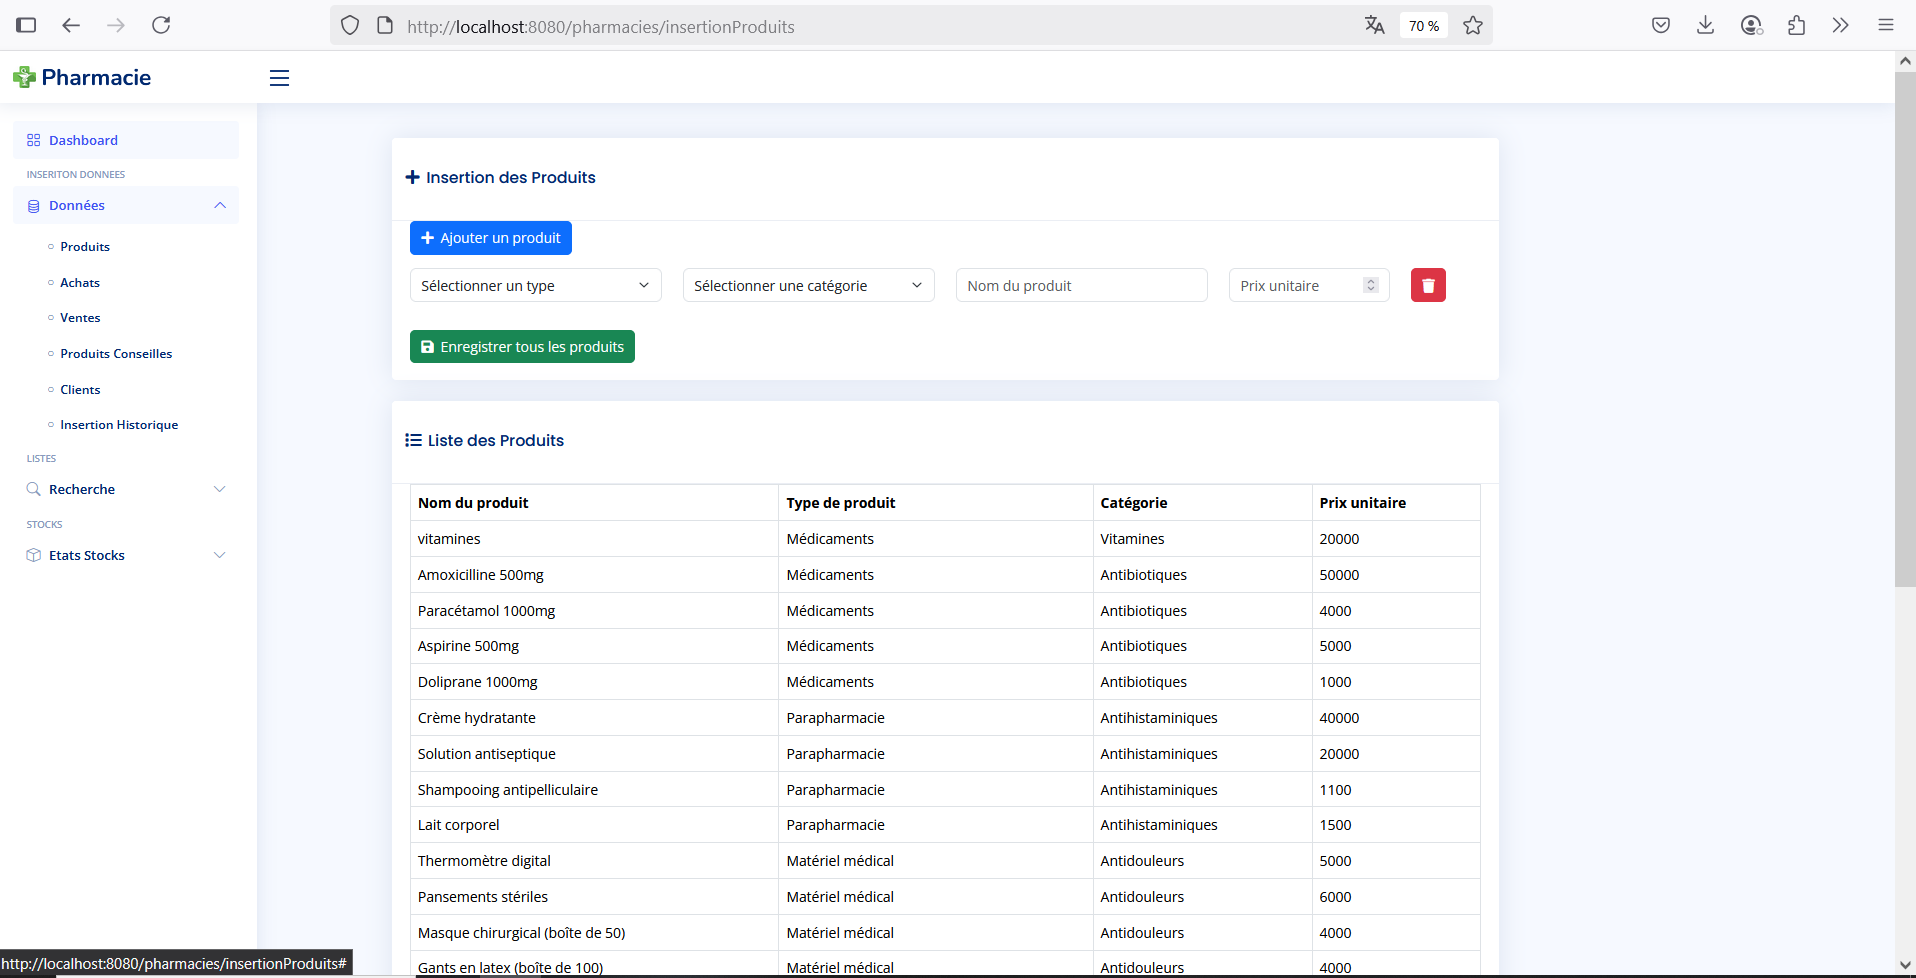 http://localhost:8080/pharmacies/insertionProduits
70 %
Pharmacie
Dashboard
INSERITON DONNEES
Données
Produits
Achats
Ventes
Produits Conseilles
Clients
Insertion Historique
LISTES
Recherche
STOCKS
Etats Stocks
Insertion des Produits
Ajouter un produit
Sélectionner un type Sélectionner une catégorie Nom du produit Prix unitaire
Enregistrer tous les produits
Liste des Produits
Nom du produit Type de produit Catégorie Prix unitaire
vitamines Médicaments Vitamines 20000
Amoxicilline 500mg Médicaments Antibiotiques 50000
Paracétamol 1000mg Médicaments Antibiotiques 4000
Aspirine 500mg Médicaments Antibiotiques 5000
Doliprane 1000mg Médicaments Antibiotiques 1000
Crème hydratante Parapharmacie Antihistaminiques 40000
Solution antiseptique Parapharmacie Antihistaminiques 20000
Shampooing antipelliculaire Parapharmacie Antihistaminiques 1100
Lait corporel Parapharmacie Antihistaminiques 1500
Thermomètre digital Matériel médical Antidouleurs 5000
Pansements stériles Matériel médical Antidouleurs 6000
Masque chirurgical (boîte de 50) Matériel médical Antidouleurs 4000
Gants en latex (boîte de 100) Matériel médical Antidouleurs 4000
http://localhost:8080/pharmacies/insertionProduits#